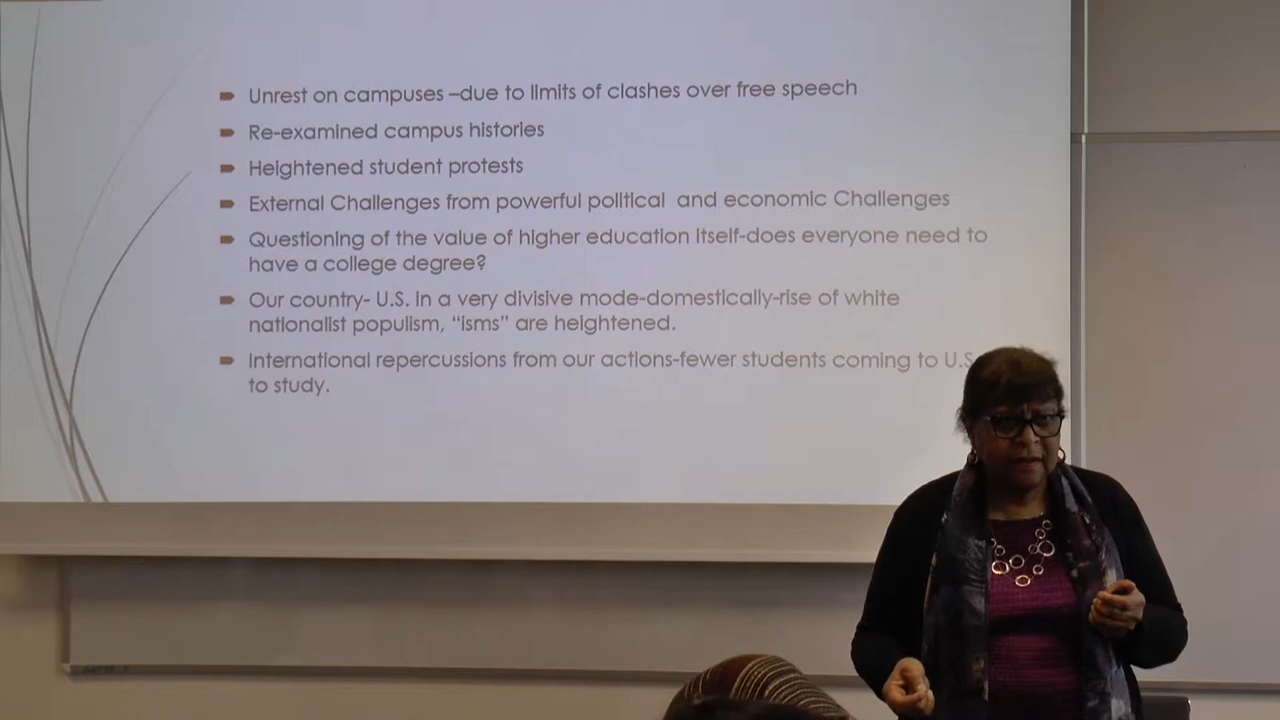 Unrest on campuses –due to limits of clashes over free speech
Re-examined campus histories
Heightened student protests
External Challenges from powerful political and economic Challenges
Questioning of the value of higher education itself-does everyone need to
have a college degree?
Our country- U.S. In a very divisive mode-domestically-rise of white
nationalist populism, “isms” are heightened.
International repercussions from our actions-fewer students coming to U.S
to study.